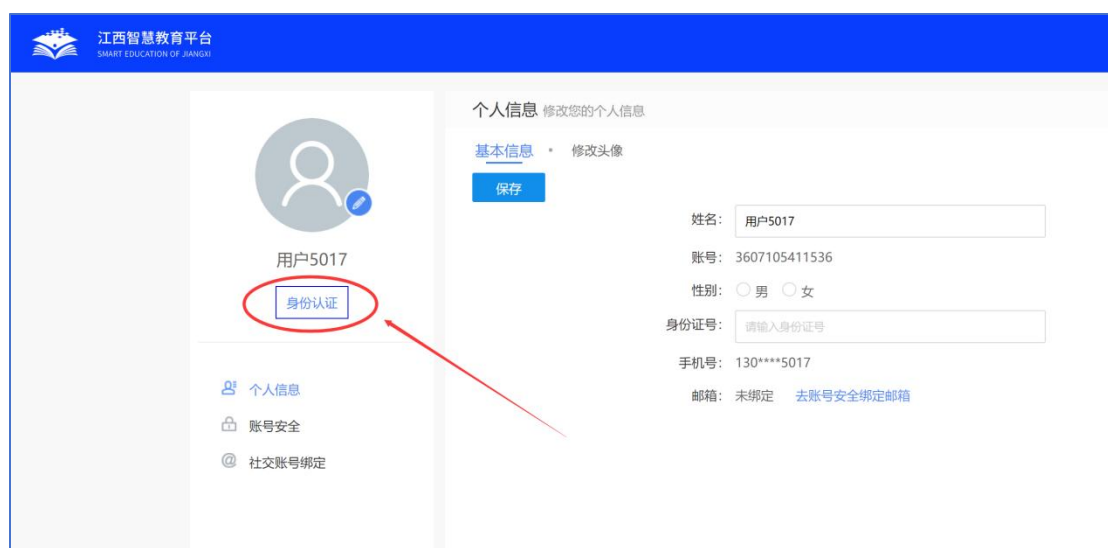 江西智慧教育平台
SMART EDUCATION OF JIANGXI
用户5017
身份认证
个人信息
账号安全
社交账号绑定
个人信息 修改您的个人信息
基本信息 • 修改头像
保存
姓名: 用户5017
账号: 3607105411536
性别: 男 女
身份证号: 请输入身份证号
手机号: 130****5017
邮箱: 未绑定 去账号安全绑定邮箱